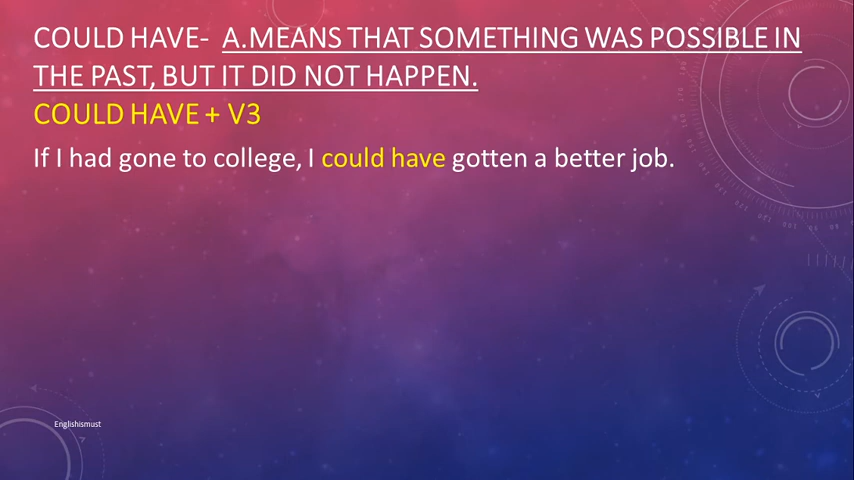 COULD HAVE- A.MEANS THAT SOMETHING WAS POSSIBLE IN
THE PAST, BUT IT DID NOT HAPPEN.
COULD HAVE + V3
If I had gone to college, I could have gotten a better job.
Englishismust